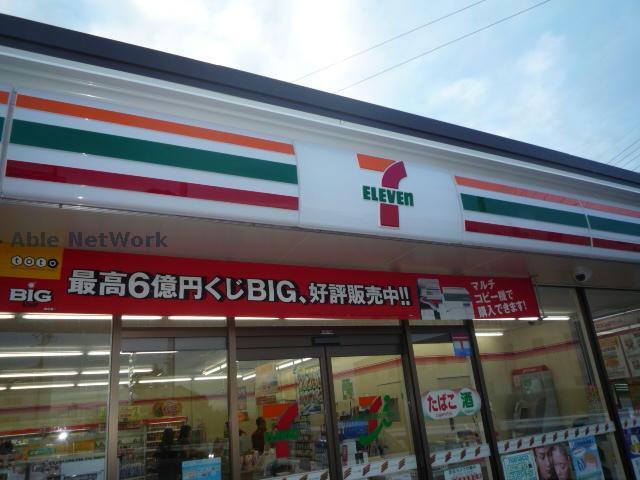 7
ELEVEn
Able NetWork
toto
BIG
最高6億円くじBIG、好評販売中!!
マルチ
コピー機で
購入できます!
たばこ
酒